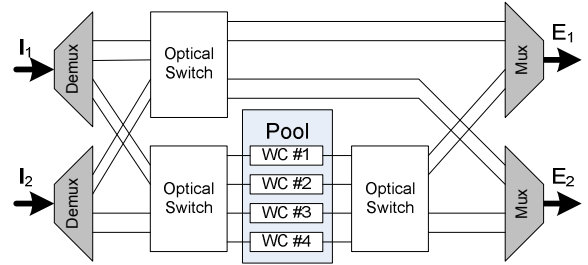 I1
Demux
Optical
Switch
Mux
E1
Pool
WC #1
WC #2
WC #3
WC #4
I2
Demux
Optical
Switch
Optical
Switch
Mux
E2